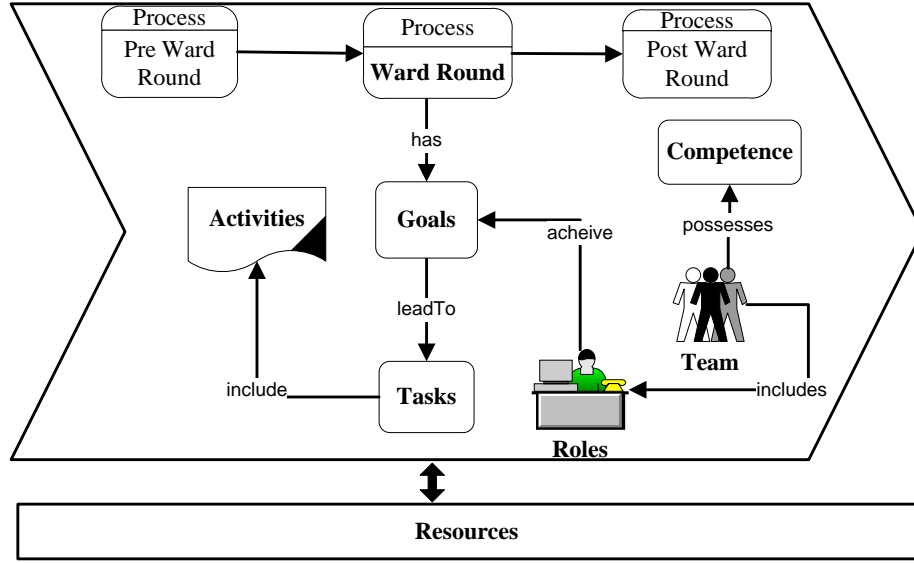 Process
Pre Ward
Round
Process
Ward Round
Process
Post Ward
Round
has
Competence
Activities
Goals
acheive
possesses
leadTo
Team
include
Tasks
includes
Roles
Resources